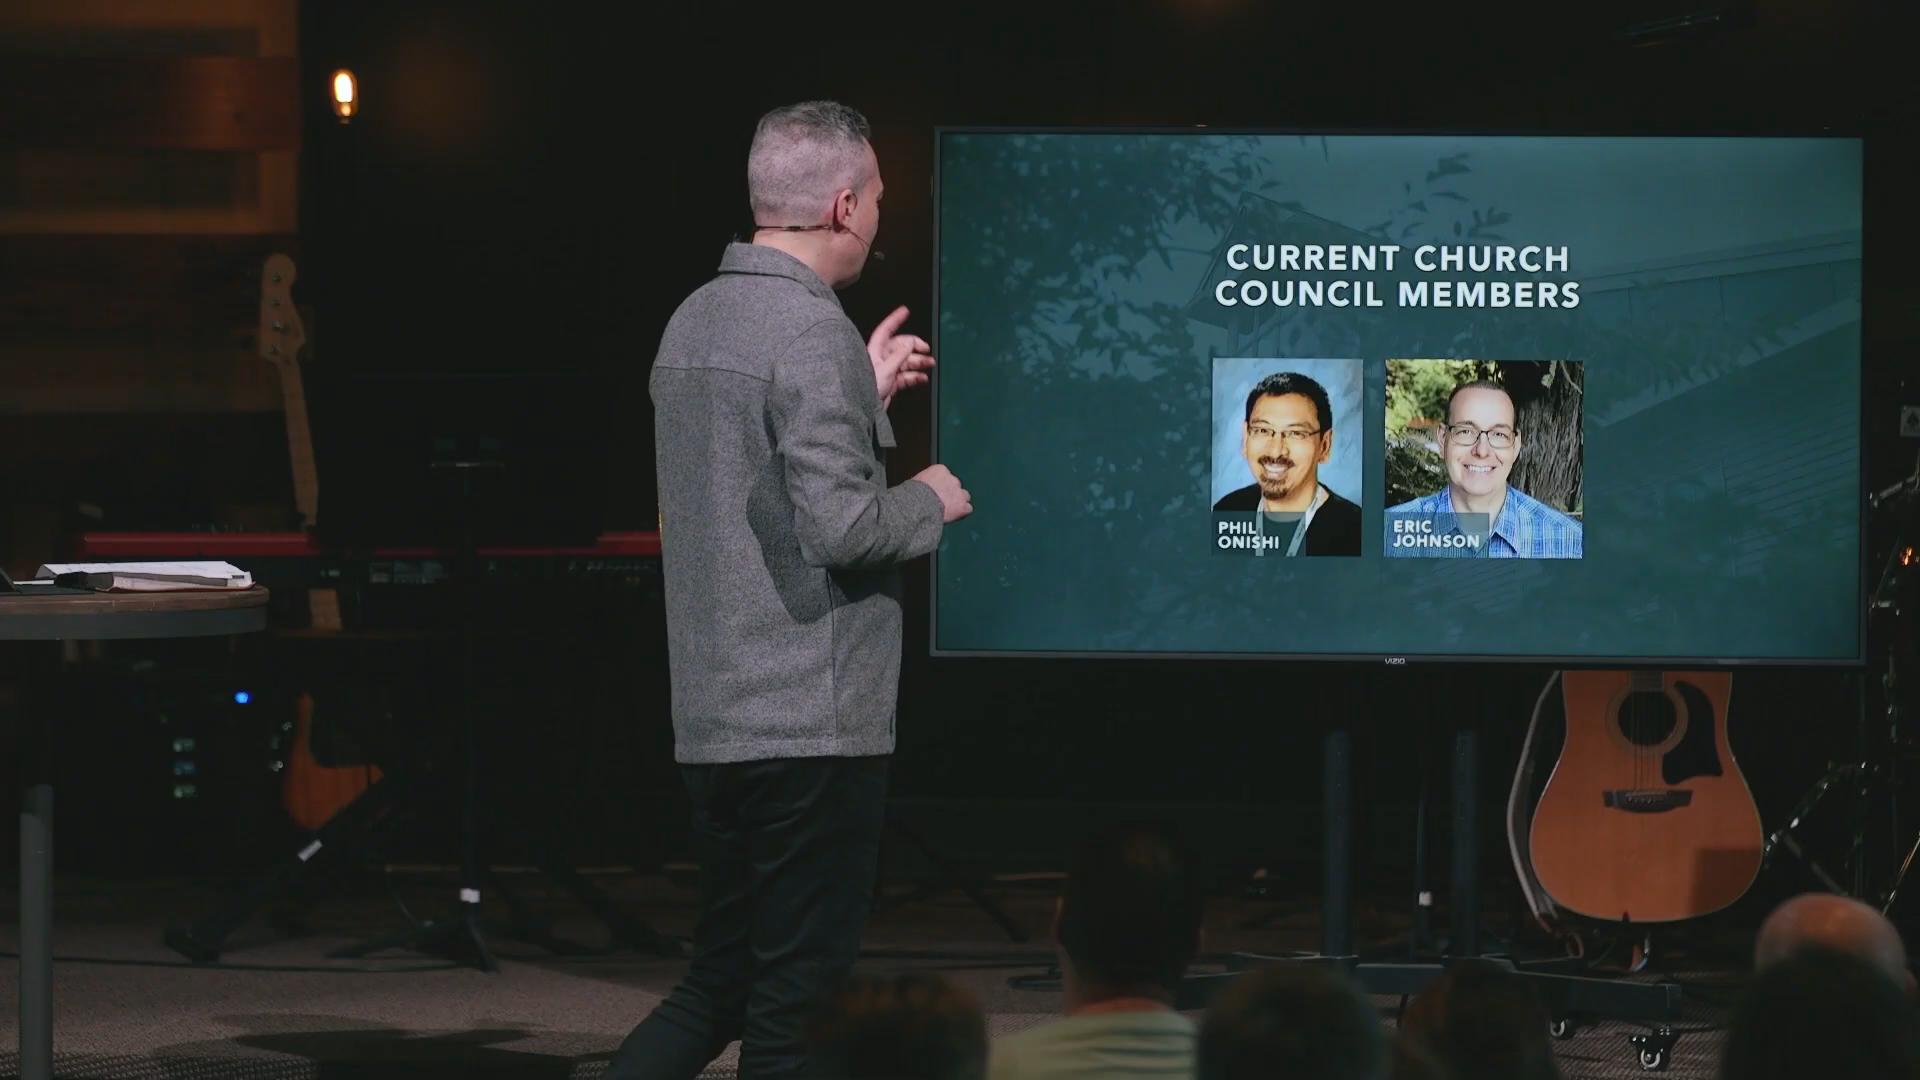 CURRENT CHURCH
COUNCIL MEMBERS
PHIL
ONISHI
ERIC
JOHNSON
VIZIO